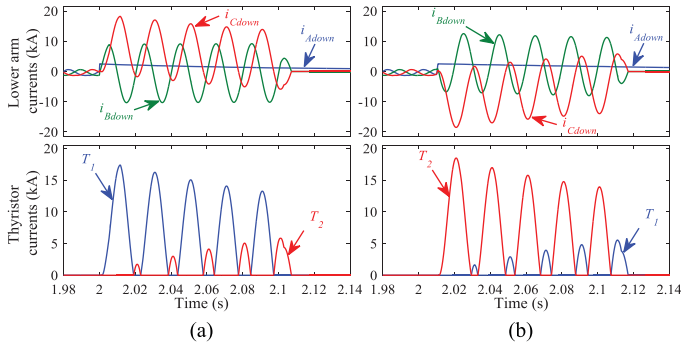 20
10
0
-10
-20
Lower arm
currents (kA)
i_Cdown
i_Adown
i_Bdown
20
15
10
5
0
Thyristor
currents (kA)
T_1
T_2
1.98 2 2.02 2.04 2.06 2.08 2.1 2.12 2.14
Time (s)
(a)
20
10
0
-10
-20
i_Bdown
i_Adown
i_Cdown
20
15
10
5
0
T_2
T_1
1.98 2 2.02 2.04 2.06 2.08 2.1 2.12 2.14
Time (s)
(b)